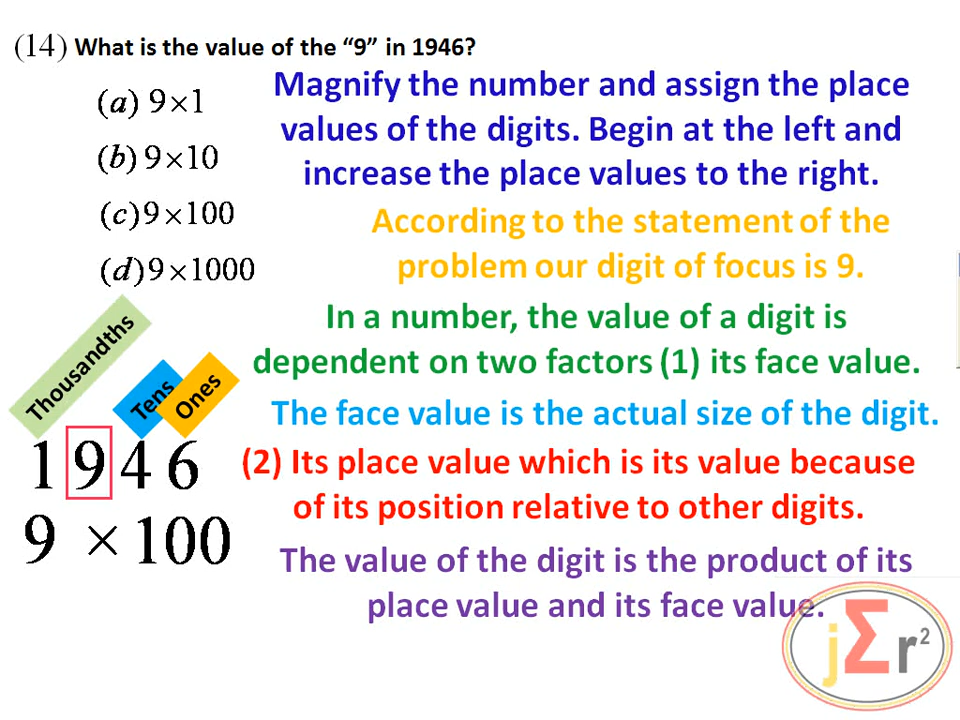 (14) What is the value of the “9” in 1946?
(a) 9×1
(b) 9×10
(c) 9×100
(d) 9×1000
Magnify the number and assign the place
values of the digits. Begin at the left and
increase the place values to the right.
According to the statement of the
problem our digit of focus is 9.
In a number, the value of a digit is
dependent on two factors (1) its face value.
The face value is the actual size of the digit.
(2) Its place value which is its value because
of its position relative to other digits.
The value of the digit is the product of its
place value and its face value.
Thousandths
Tens
Ones
1946
9 × 100
jΣr²